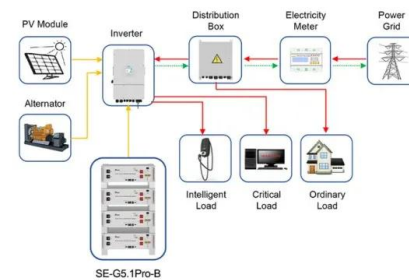 PV Module
Inverter
Distribution
Box
Electricity
Meter
Power
Grid
Alternator
Intelligent
Load
Critical
Load
Ordinary
Load
SE-G5.1Pro-B